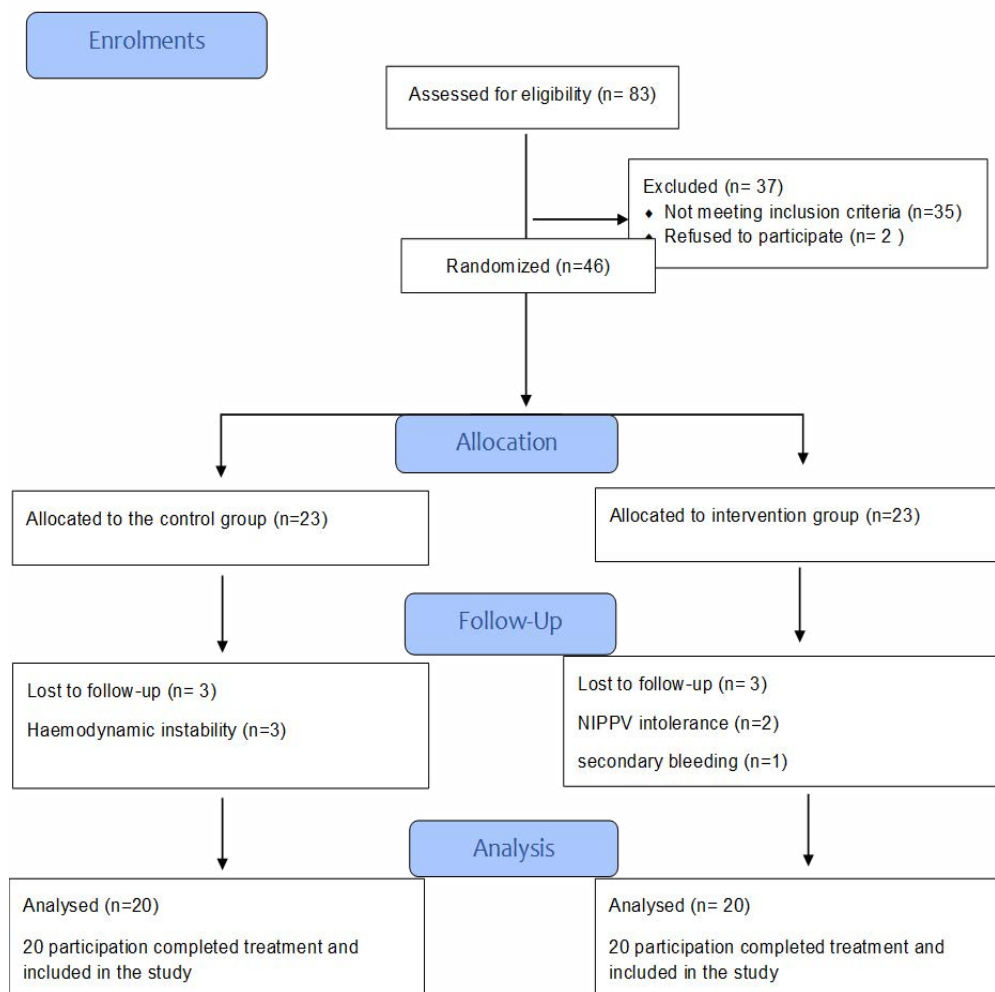 Enrolments
Assessed for eligibility (n= 83)
Excluded (n= 37)
♦ Not meeting inclusion criteria (n=35)
♦ Refused to participate (n= 2 )
Randomized (n=46)
Allocation
Allocated to the control group (n=23)
Allocated to intervention group (n=23)
Follow-Up
Lost to follow-up (n= 3)
Haemodynamic instability (n=3)
Lost to follow-up (n= 3)
NIPPV intolerance (n=2)
secondary bleeding (n=1)
Analysis
Analysed (n=20)
20 participation completed treatment and
included in the study
Analysed (n= 20)
20 participation completed treatment and
included in the study